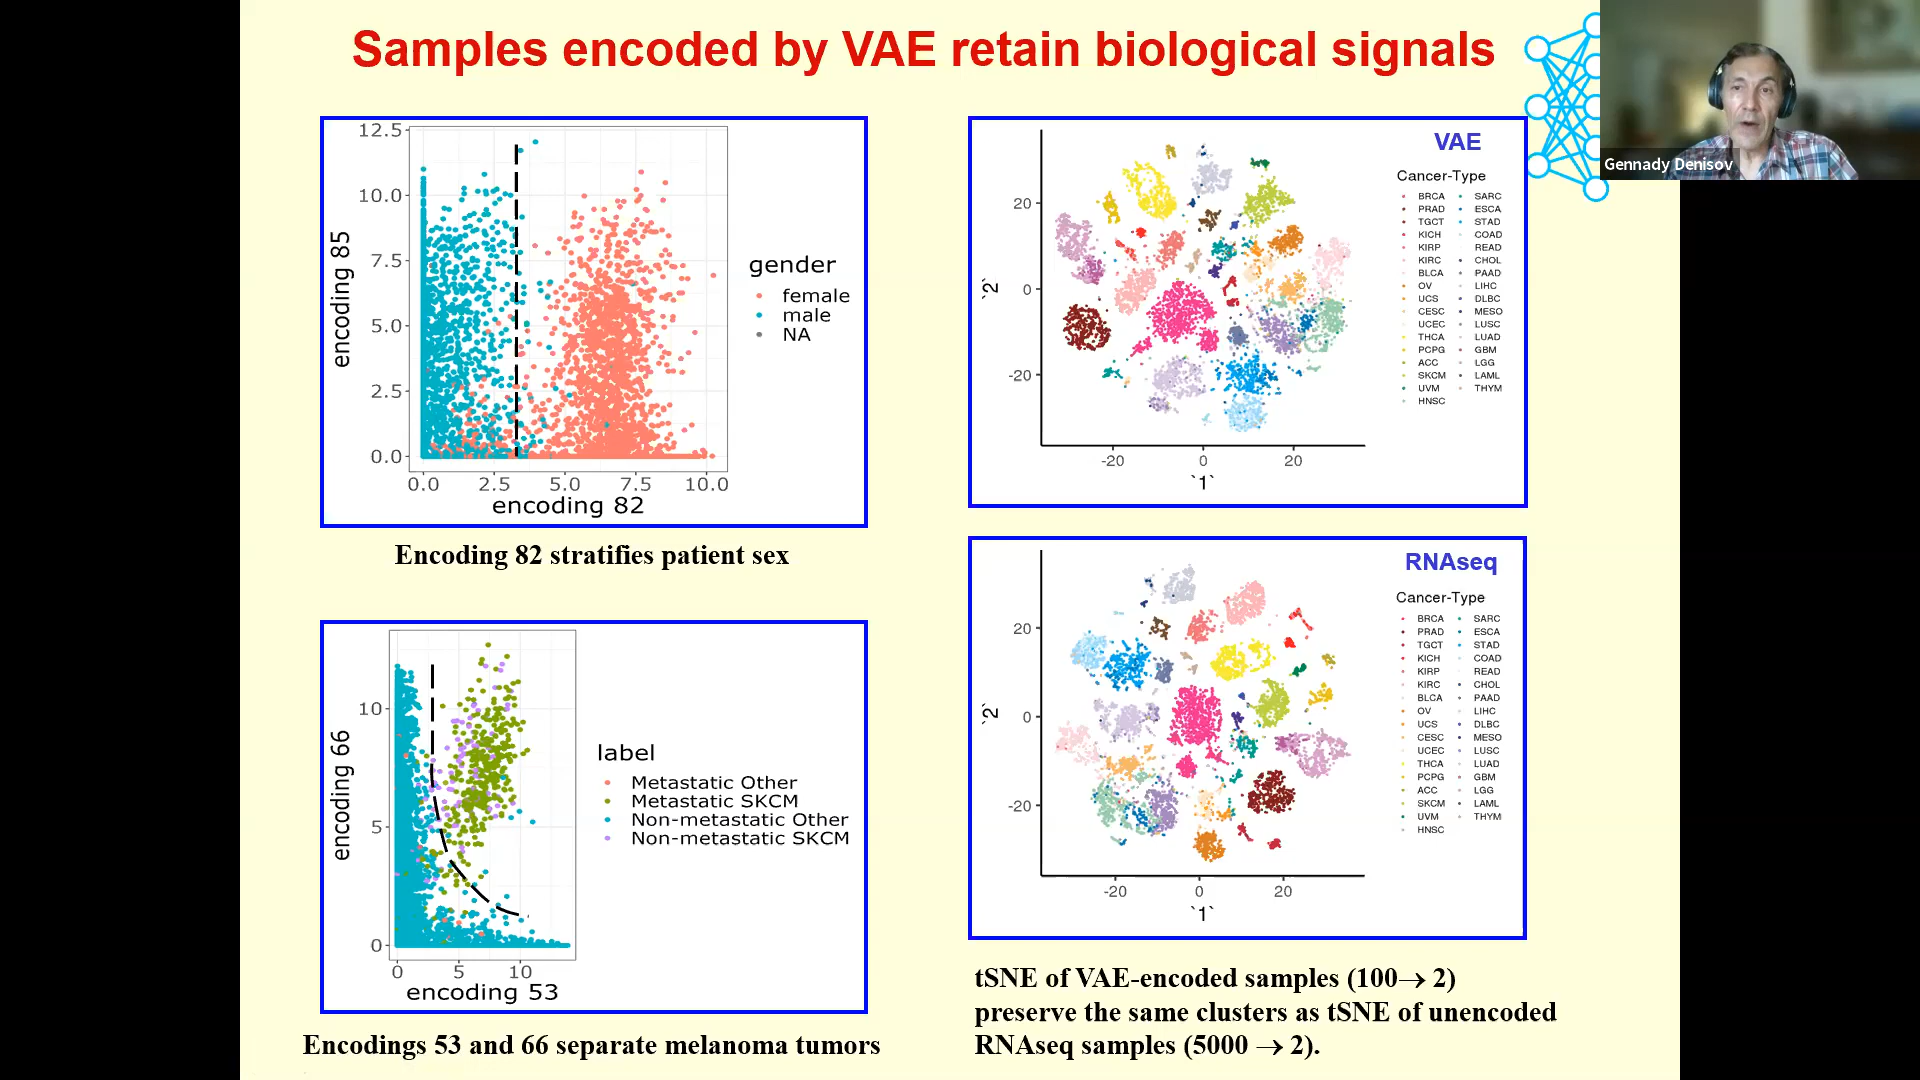 Samples encoded by VAE retain biological signals
Gennady Denisov
12.5
10.0
7.5
5.0
2.5
0.0
encoding 85
0.0 2.5 5.0 7.5 10.0
encoding 82
gender
female
male
NA
Encoding 82 stratifies patient sex
10
5
0
encoding 66
0 5 10
encoding 53
label
Metastatic Other
Metastatic SKCM
Non-metastatic Other
Non-metastatic SKCM
Encodings 53 and 66 separate melanoma tumors
VAE
Cancer-Type
BRCA SARC
PRAD ESCA
TGCT STAD
KICH COAD
KIRP READ
KIRC CHOL
BLCA PAAD
OV LIHC
UCS DLBC
CESC MESO
UCEC LUSC
THCA LUAD
PCPG GBM
ACC LGG
SKCM LAML
UVM THYM
HNSC
20
0
-20
`2`
-20 0 20
`1`
RNAseq
Cancer-Type
BRCA SARC
PRAD ESCA
TGCT STAD
KICH COAD
KIRP READ
KIRC CHOL
BLCA PAAD
OV LIHC
UCS DLBC
CESC MESO
UCEC LUSC
THCA LUAD
PCPG GBM
ACC LGG
SKCM LAML
UVM THYM
HNSC
20
0
-20
`2`
-20 0 20
`1`
tSNE of VAE-encoded samples (100→ 2)
preserve the same clusters as tSNE of unencoded
RNAseq samples (5000 → 2).